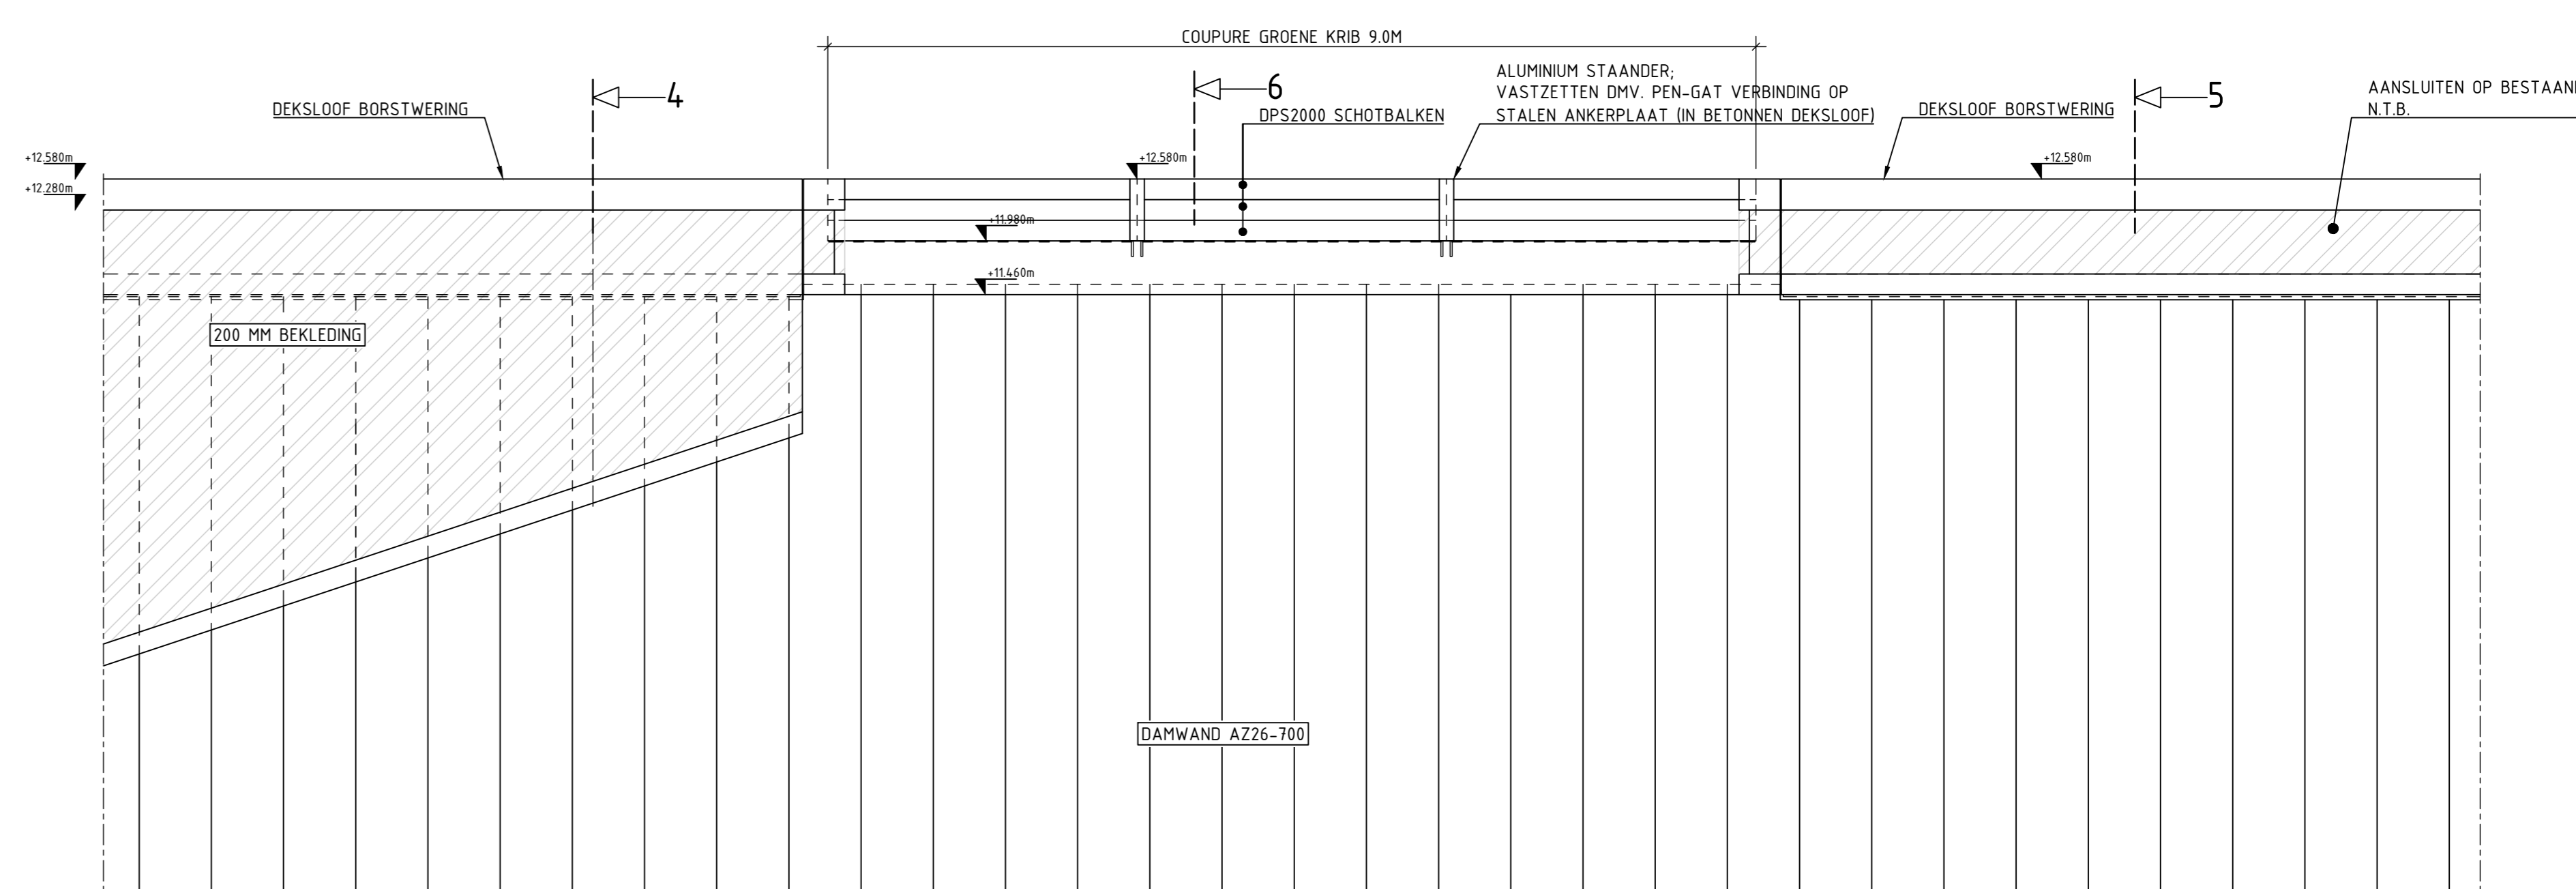 COUPURE GROENE KRIB 9.0M
4
6
5
DEKSLOOF BORSTWERING
DPS2000 SCHOTBALKEN
ALUMINIUM STAANDER;
VASTZETTEN DMV. PEN-GAT VERBINDING OP
STALEN ANKERPLAAT (IN BETONNEN DEKSLOOF)
DEKSLOOF BORSTWERING
AANSLUITEN OP
N.T.B.
+12.580m
+12.280m
+12.580m
+12.580m
+11.980m
+11.460m
200 MM BEKLEDING
DAMWAND AZ26-700